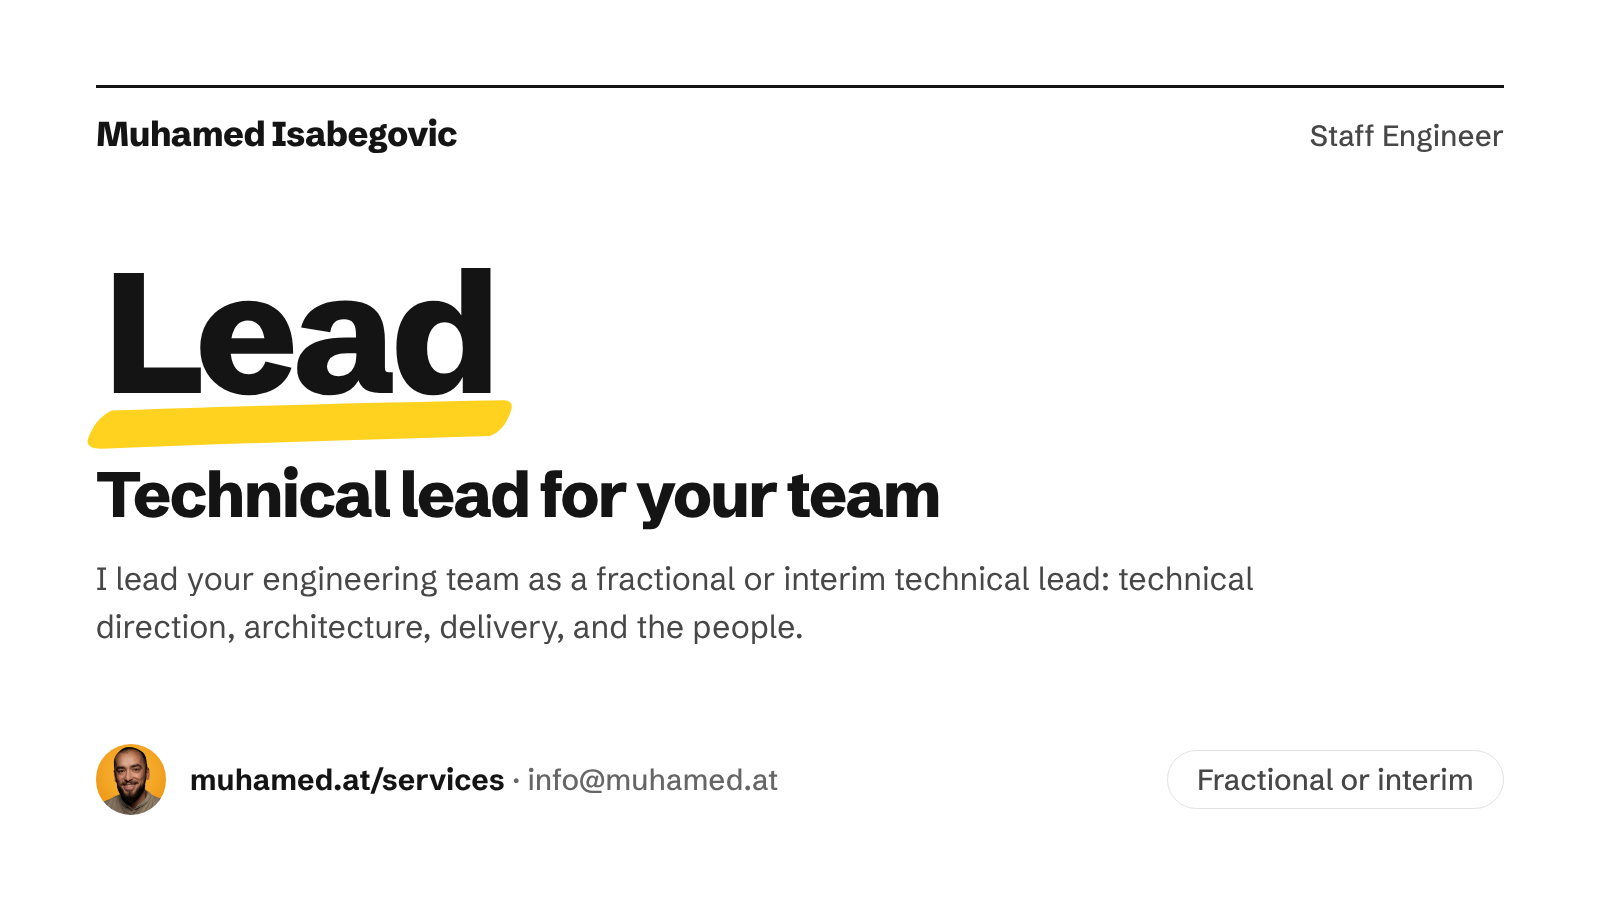 Muhamed Isabegovic
Staff Engineer
Lead
Technical lead for your team
I lead your engineering team as a fractional or interim technical lead: technical
direction, architecture, delivery, and the people.
muhamed.at/services · info@muhamed.at
Fractional or interim